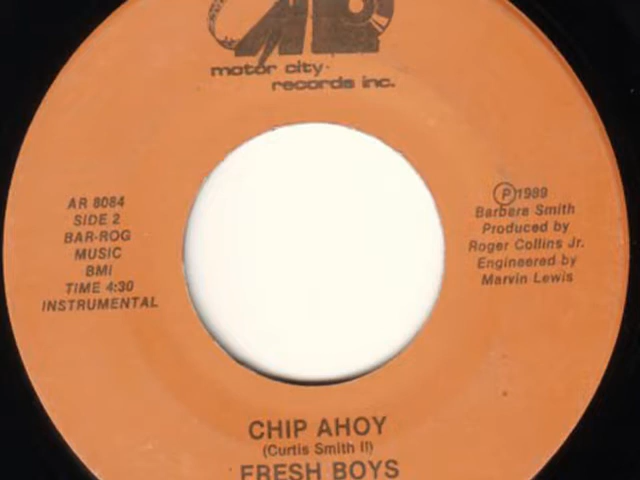 motor city
records inc.
AR 8084
SIDE 2
BAR-ROG
MUSIC
BMI
TIME 4:30
INSTRUMENTAL
Ⓟ1989
Barbara Smith
Produced by
Roger Collins Jr.
Engineered by
Marvin Lewis
CHIP AHOY
(Curtis Smith II)
FRESH BOYS